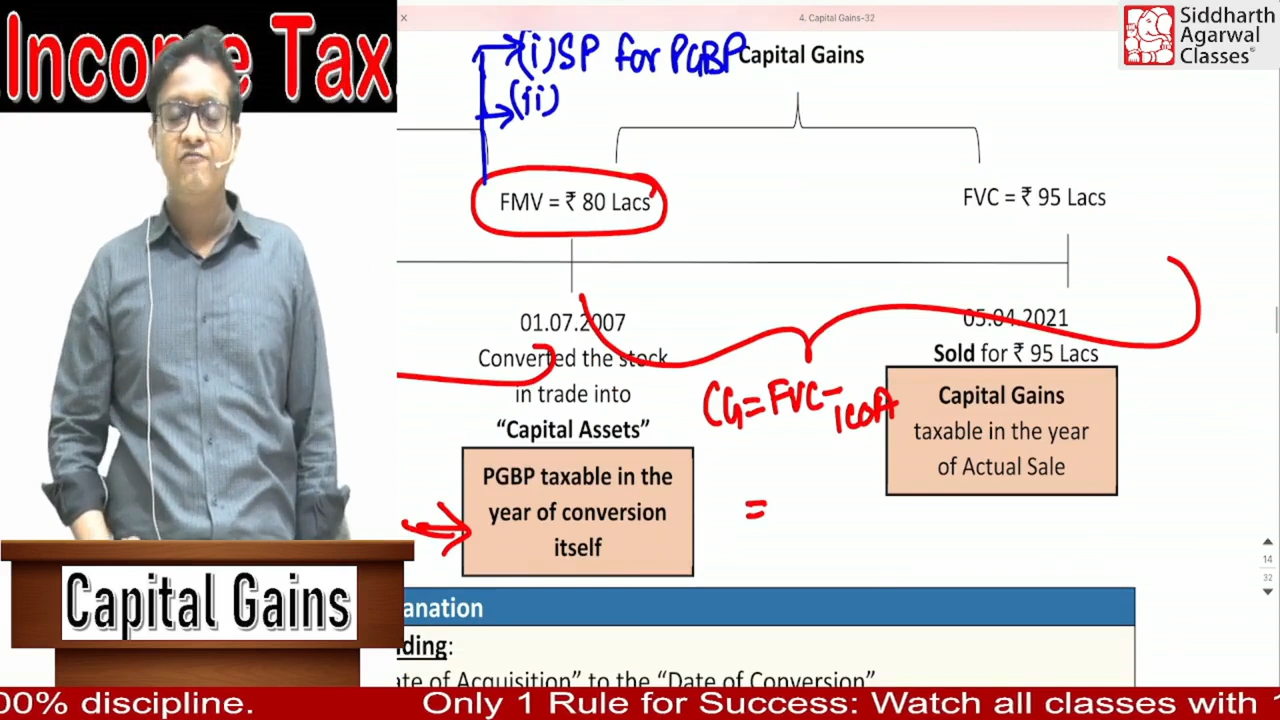 Income Tax
4. Capital Gains-32
Siddharth
Agarwal
Classes
(i) SP for PGBP
Capital Gains
(ii)
FMV = ₹ 80 Lacs
FVC = ₹ 95 Lacs
01.07.2007
Converted the stock
in trade into
"Capital Assets"
05.04.2021
Sold for ₹ 95 Lacs
CG = FVC - ICOA
Capital Gains
taxable in the year
of Actual Sale
PGBP taxable in the
year of conversion
itself
=
14
32
Capital Gains
anation
ding:
ate of Acquisition" to the "Date of Conversion"
00% discipline. Only 1 Rule for Success: Watch all classes with 1